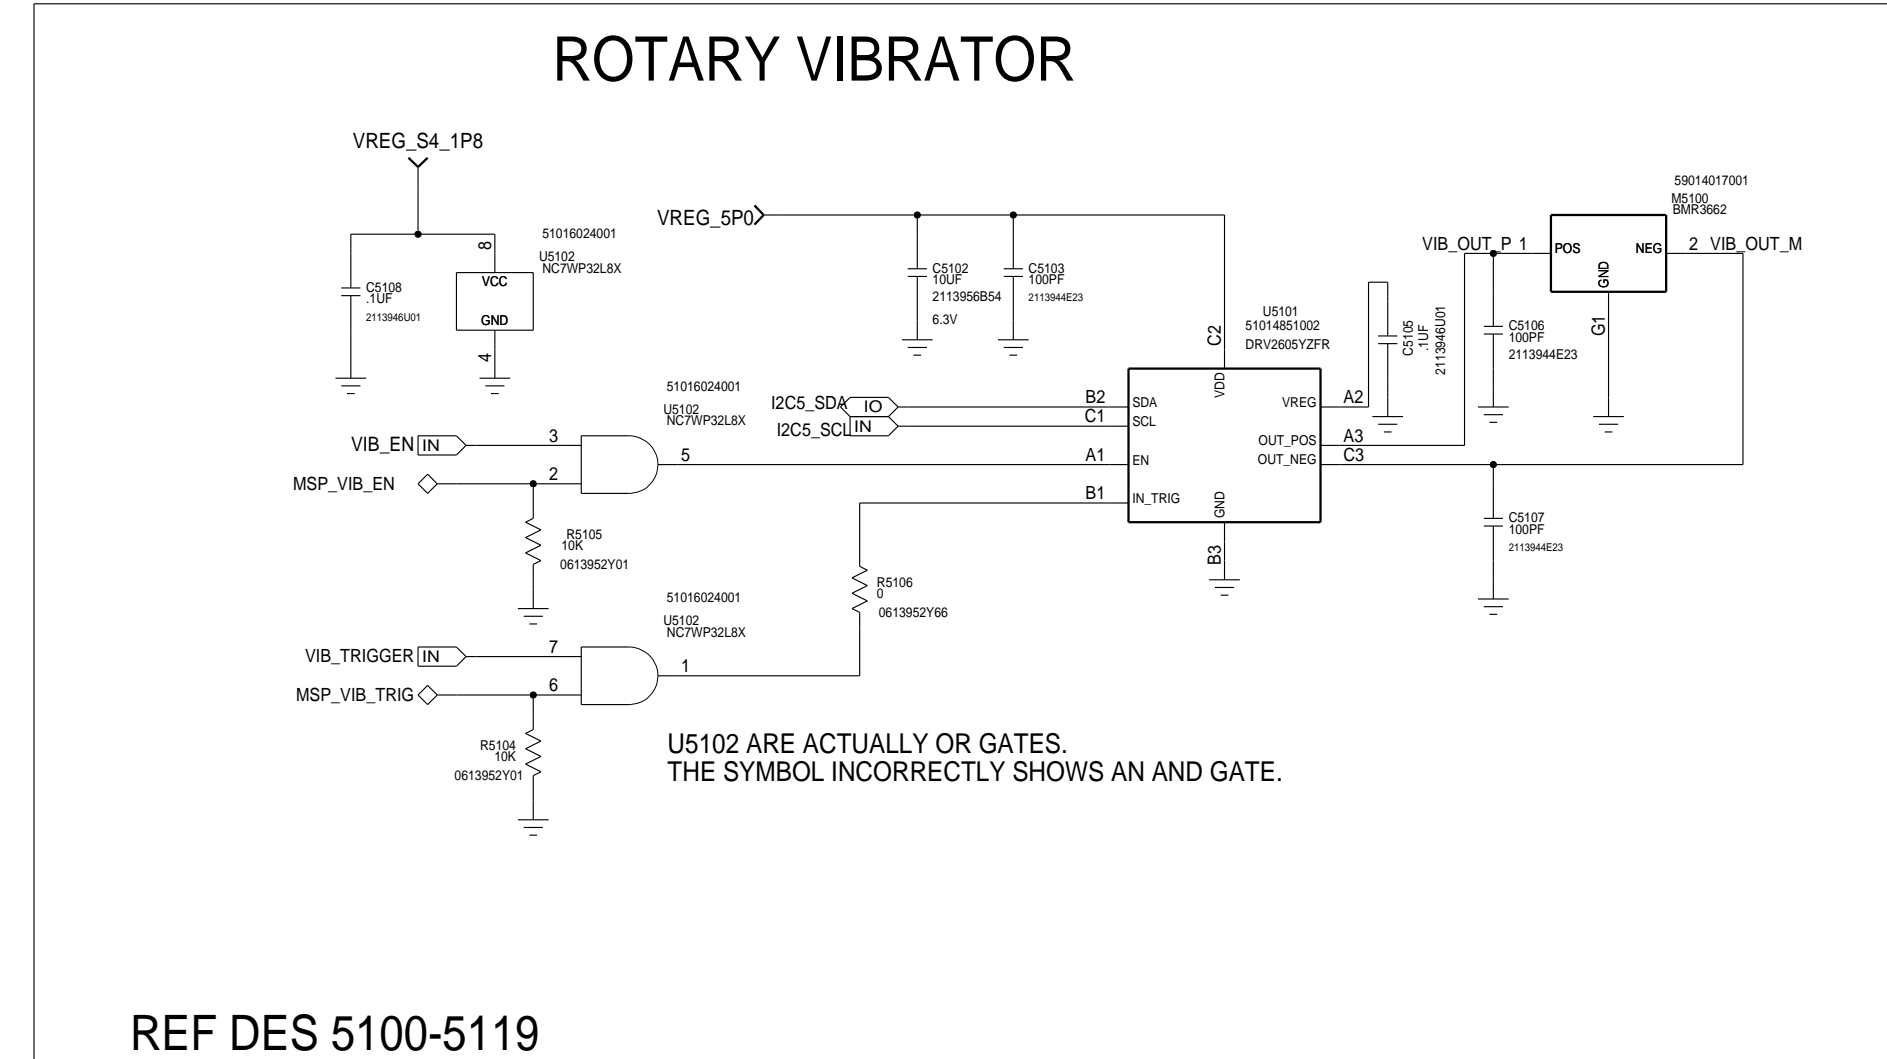 ROTARY VIBRATOR
VREG_S4_1P8
8
51016024001
U5102
NC7WP32L8X
VCC
GND
4
C5108
.1UF
2113946U01
VREG_5P0
C5102
10UF
2113956B54
6.3V
C5103
100PF
2113944E23
59014017001
M5100
BMR3662
VIB_OUT_P 1
POS
NEG
GND
2 VIB_OUT_M
G1
C5106
100PF
2113944E23
C5105
.1UF
2113946U01
U5101
51014851002
DRV2605YZFR
C2
VDD
I2C5_SDA IO
B2
SDA
I2C5_SCL IN
C1
SCL
VREG
A2
OUT_POS
A3
OUT_NEG
C3
A1
EN
B1
IN_TRIG
GND
B3
C5107
100PF
2113944E23
51016024001
U5102
NC7WP32L8X
VIB_EN IN
3
MSP_VIB_EN
2
5
R5105
10K
0613952Y01
R5106
0
0613952Y66
51016024001
U5102
NC7WP32L8X
VIB_TRIGGER IN
7
MSP_VIB_TRIG
6
1
R5104
10K
0613952Y01
U5102 ARE ACTUALLY OR GATES.
THE SYMBOL INCORRECTLY SHOWS AN AND GATE.
REF DES 5100-5119